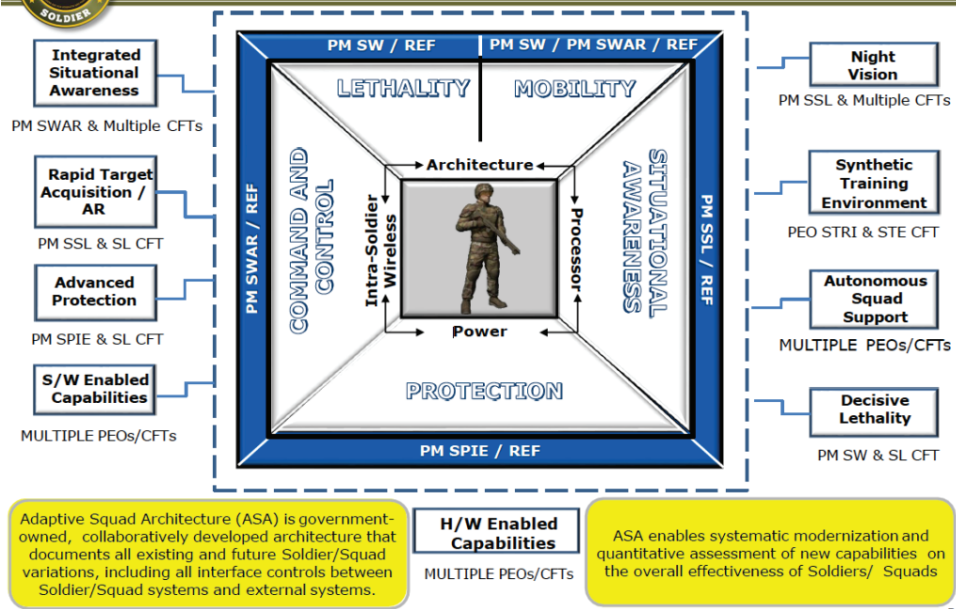 SOLDIER
Integrated
Situational
Awareness
PM SWAR & Multiple CFTs
Rapid Target
Acquisition /
AR
PM SSL & SL CFT
Advanced
Protection
PM SPIE & SL CFT
S/W Enabled
Capabilities
MULTIPLE PEOs/CFTs
PM SW / REF
PM SW / PM SWAR / REF
LETHALITY
MOBILITY
PM SWAR / REF
COMMAND AND
CONTROL
Architecture
Intra-Soldier
Wireless
Processor
Power
SITUATIONAL
AWARENESS
PM SSL / REF
PROTECTION
PM SPIE / REF
Night
Vision
PM SSL & Multiple CFTs
Synthetic
Training
Environment
PEO STRI & STE CFT
Autonomous
Squad
Support
MULTIPLE PEOs/CFTs
Decisive
Lethality
PM SW & SL CFT
Adaptive Squad Architecture (ASA) is government-
owned, collaboratively developed architecture that
documents all existing and future Soldier/Squad
variations, including all interface controls between
Soldier/Squad systems and external systems.
H/W Enabled
Capabilities
MULTIPLE PEOs/CFTs
ASA enables systematic modernization and
quantitative assessment of new capabilities on
the overall effectiveness of Soldiers/ Squads